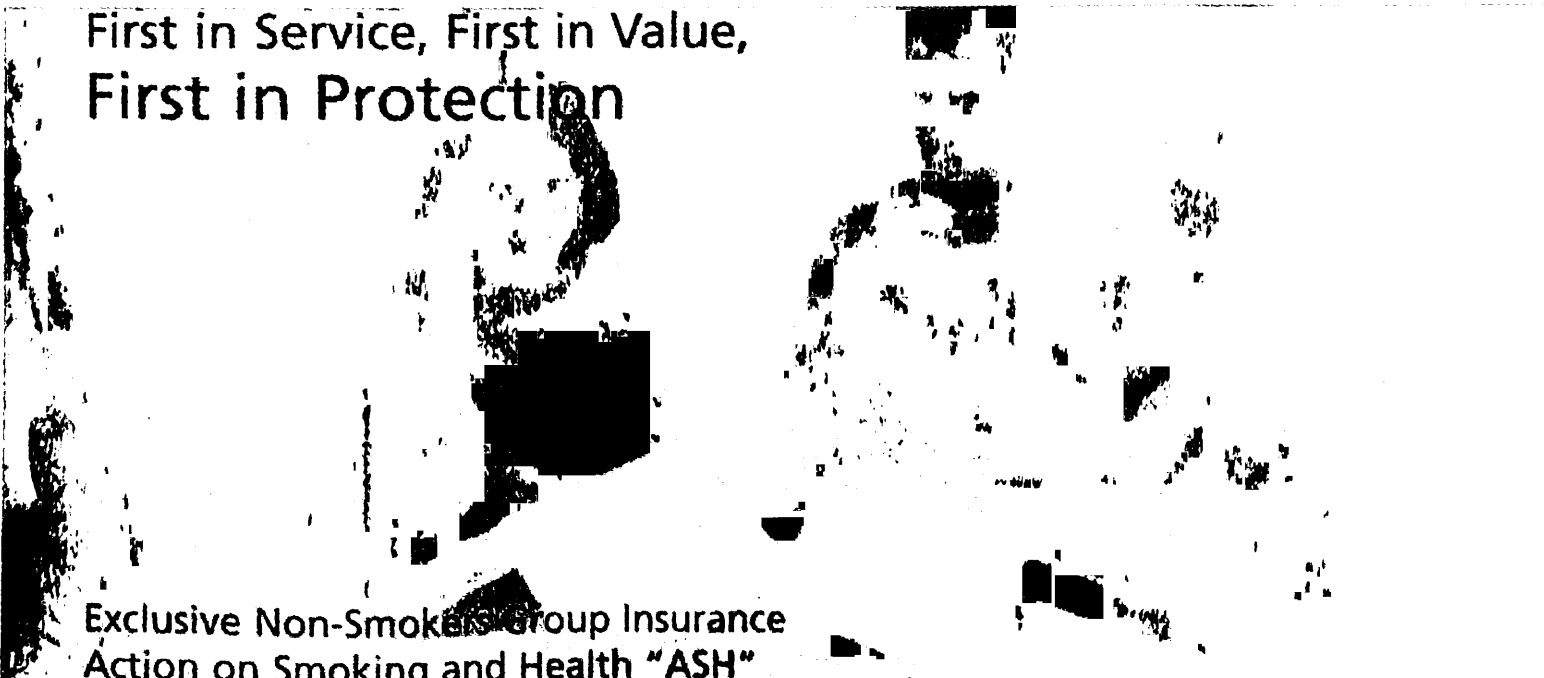 First in Service, First in Value,
First in Protection
Exclusive Non-Smokers Group Insurance
Action on Smoking and Health “ASH”